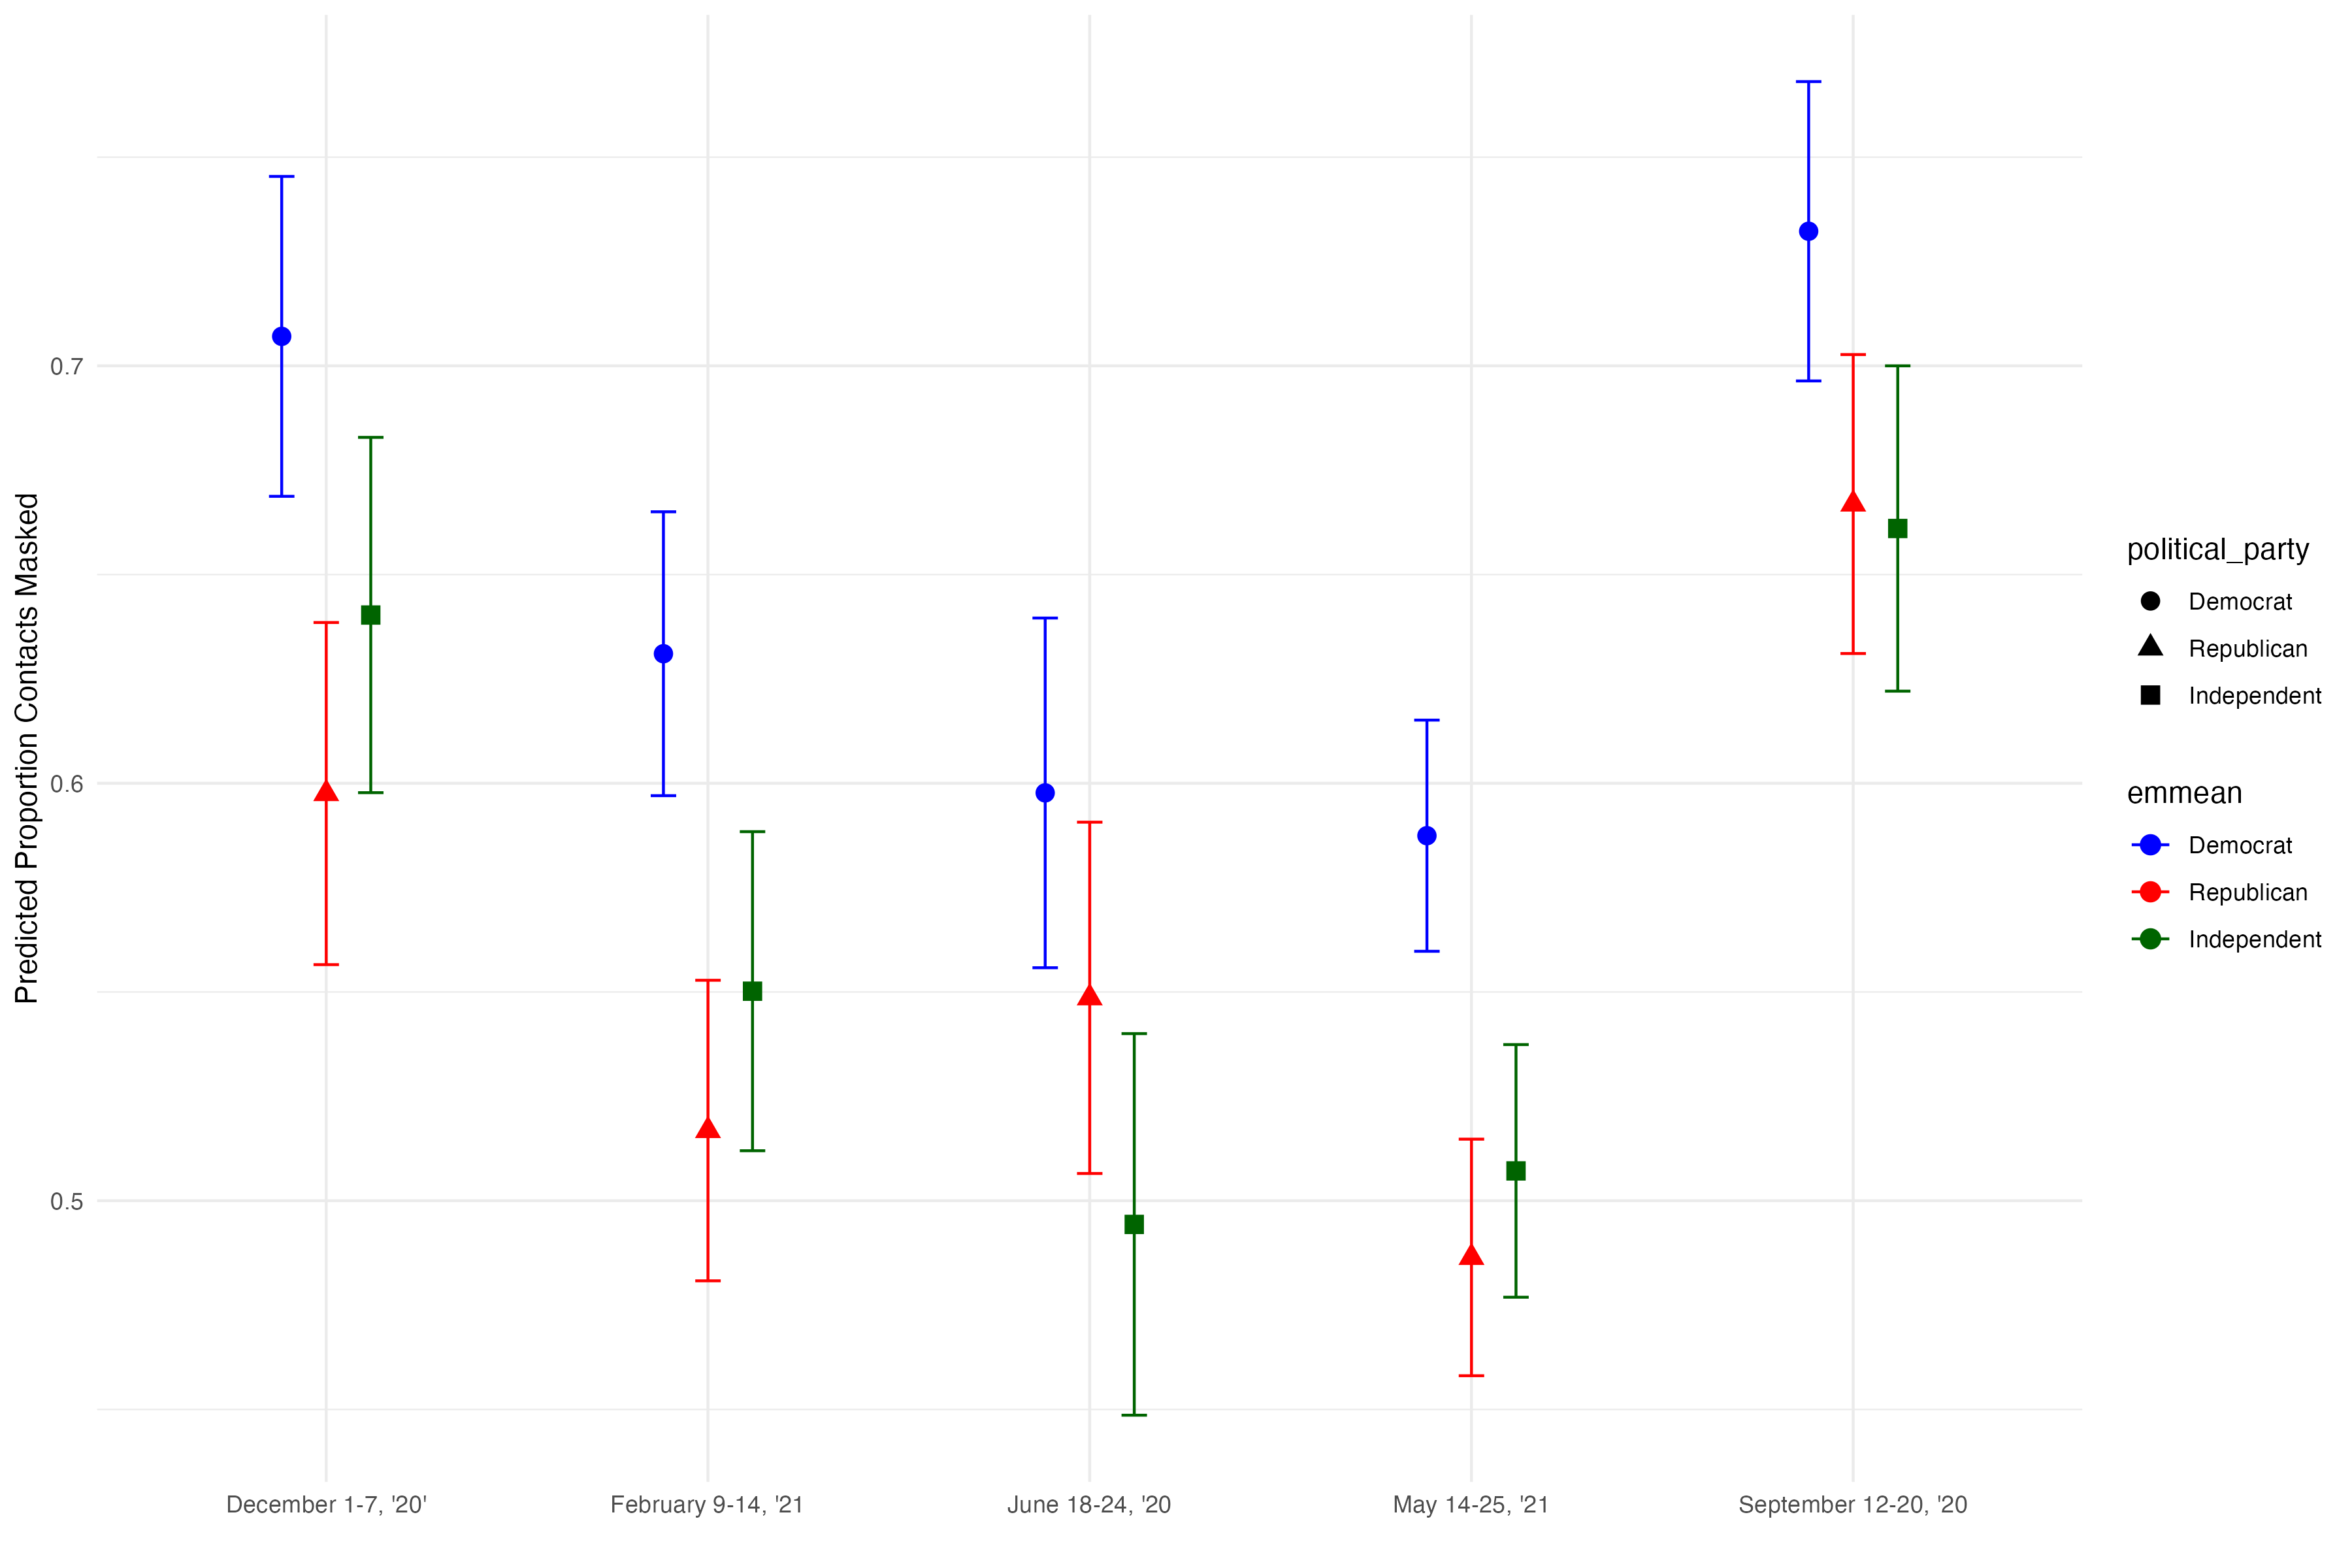 Predicted Proportion Contacts Masked
0.7
0.6
0.5
December 1-7, '20'
February 9-14, '21
June 18-24, '20
May 14-25, '21
September 12-20, '20
political_party
Democrat
Republican
Independent
emmean
Democrat
Republican
Independent